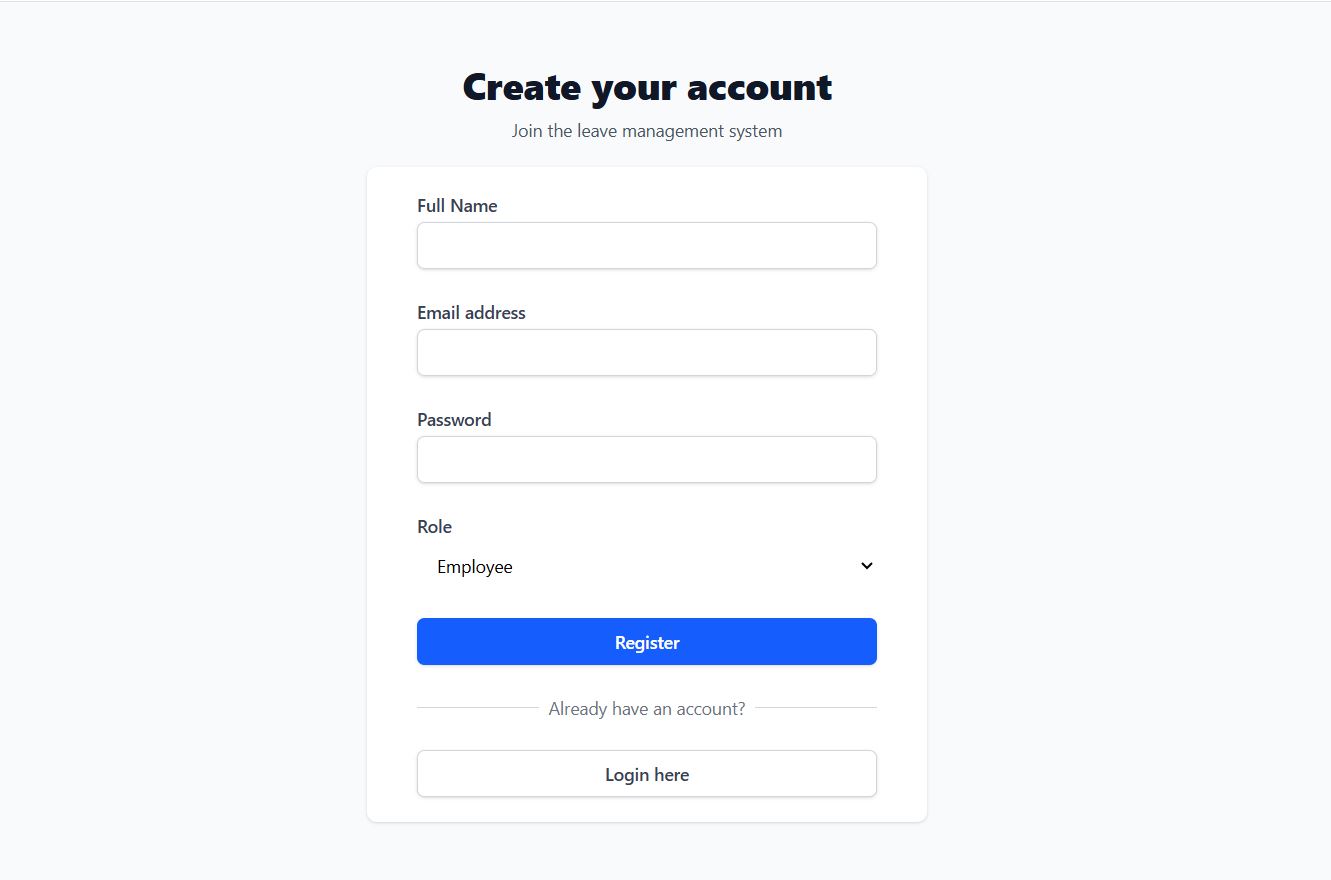 Create your account
Join the leave management system
Full Name
Email address
Password
Role
Employee
Register
Already have an account?
Login here